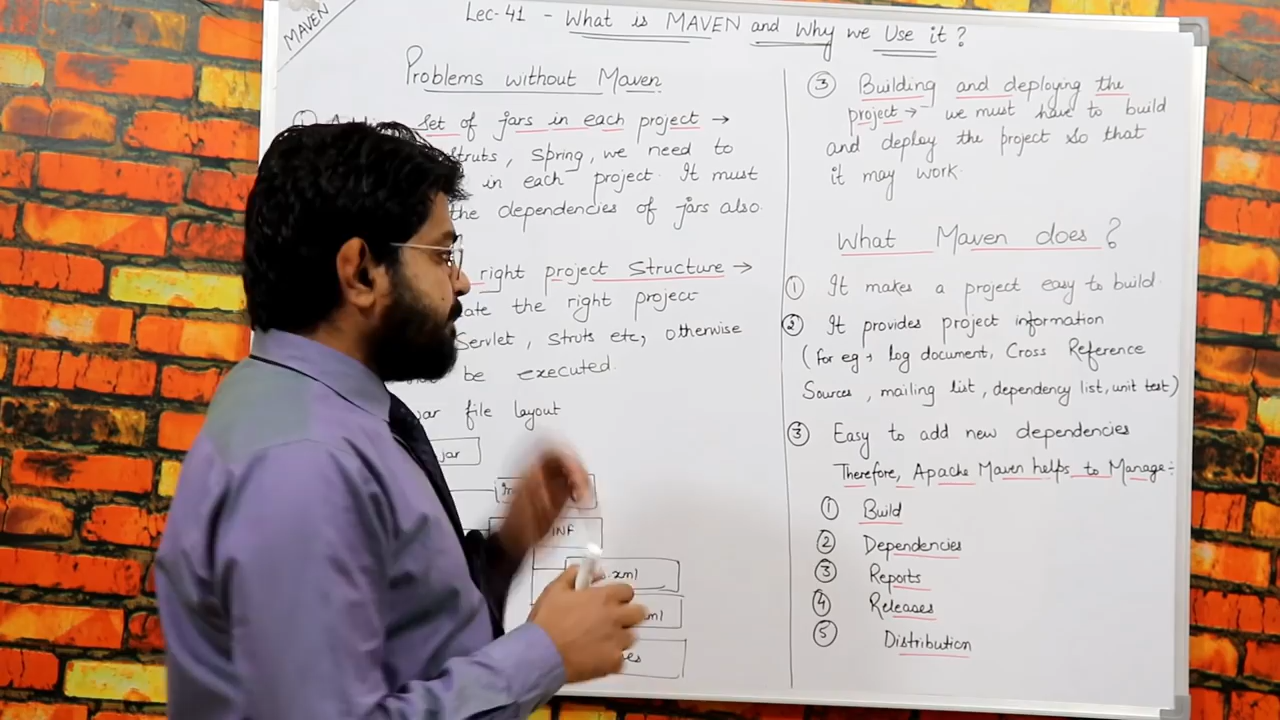 MAVEN
Lec-41 - What is MAVEN and Why we Use it?
Problems without Maven
set of jars in each project →
struts, spring, we need to
in each project. It must
the dependencies of jars also.
right project Structure →
the right project
Servlet, struts etc, otherwise
be executed.
file layout
jar
INF
.xml
③ Building and deploying the
project → we must have to build
and deploy the project so that
it may work.
What Maven does?
① It makes a project easy to build.
② It provides project information
(for eg → log document, Cross Reference
Sources, mailing list, dependency list, unit test)
③ Easy to add new dependencies
Therefore, Apache Maven helps to Manage:-
① Build
② Dependencies
③ Reports
④ Releases
⑤ Distribution